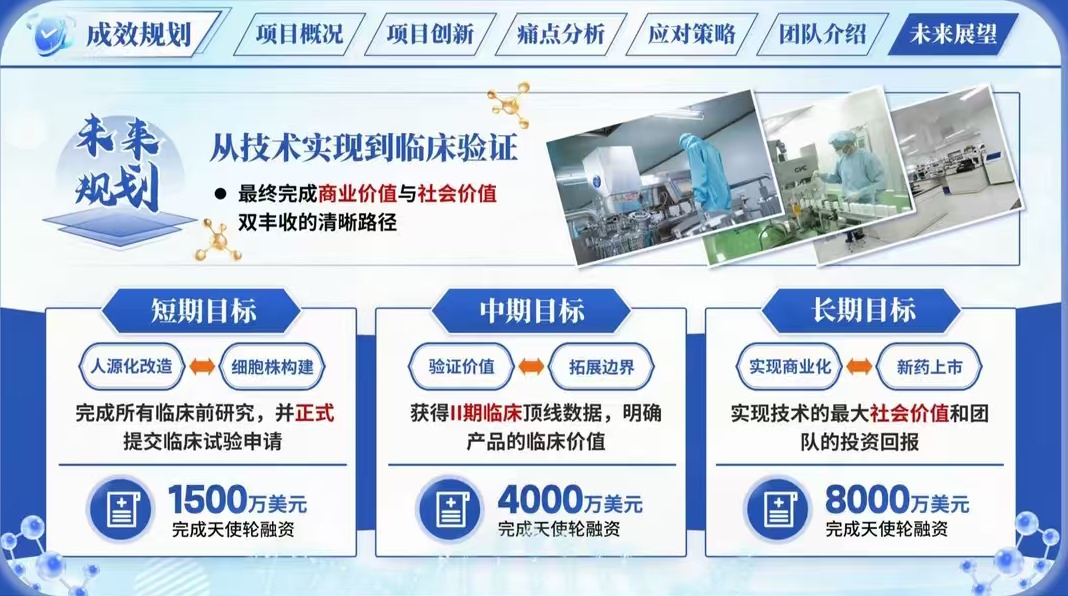 成效规划
项目概况
项目创新
痛点分析
应对策略
团队介绍
未来展望
未来
规划
从技术实现到临床验证
● 最终完成商业价值与社会价值
双丰收的清晰路径
短期目标
人源化改造
细胞株构建
完成所有临床前研究，并正式
提交临床试验申请
1500万美元
完成天使轮融资
中期目标
验证价值
拓展边界
获得II期临床顶线数据，明确
产品的临床价值
4000万美元
完成天使轮融资
长期目标
实现商业化
新药上市
实现技术的最大社会价值和团
队的投资回报
8000万美元
完成天使轮融资